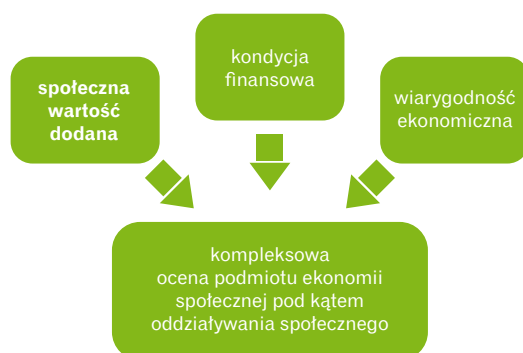 kondycja
finansowa
społeczna
wartość
dodana
wiarygodność
ekonomiczna
kompleksowa
ocena podmiotu ekonomii
społecznej pod kątem
oddziaływania społecznego